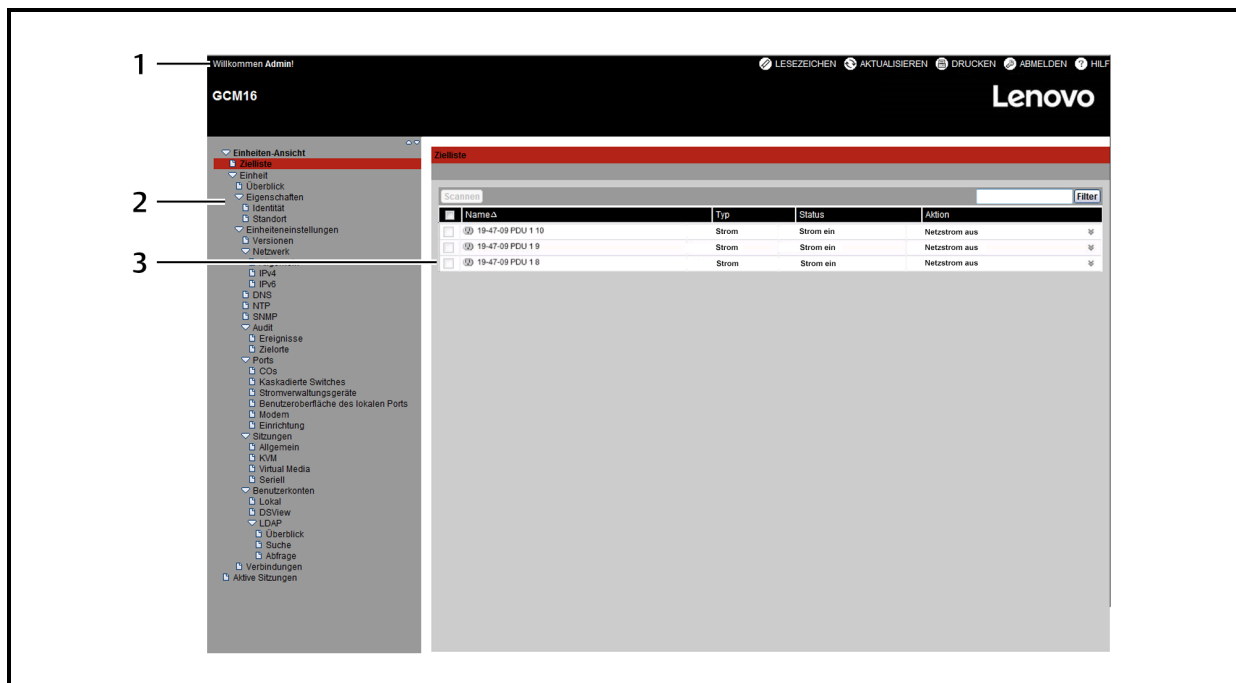 1
Willkommen Admin!
LESEZEICHEN AKTUALISIEREN DRUCKEN ABMELDEN ? HILF
GCM16
Lenovo
2
Einheiten-Ansicht
Zielliste
Einheit
Überblick
Eigenschaften
Identität
Standort
Einheiteneinstellungen
Versionen
Netzwerk
IPv4
IPv6
DNS
NTP
SNMP
Audit
Ereignisse
Zielorte
Ports
COs
Kaskadierte Switches
Stromverwaltungsgeräte
Benutzeroberfläche des lokalen Ports
Modem
Einrichtung
Sitzungen
Allgemein
KVM
Virtual Media
Seriell
Benutzerkonten
Lokal
DSView
LDAP
Überblick
Suche
Abfrage
Verbindungen
Aktive Sitzungen
Zielliste
Scannen Filter
Name Typ Status Aktion
19-47-09 PDU 1 10 Strom Strom ein Netzstrom aus
19-47-09 PDU 1 9 Strom Strom ein Netzstrom aus
3
19-47-09 PDU 1 8 Strom Strom ein Netzstrom aus